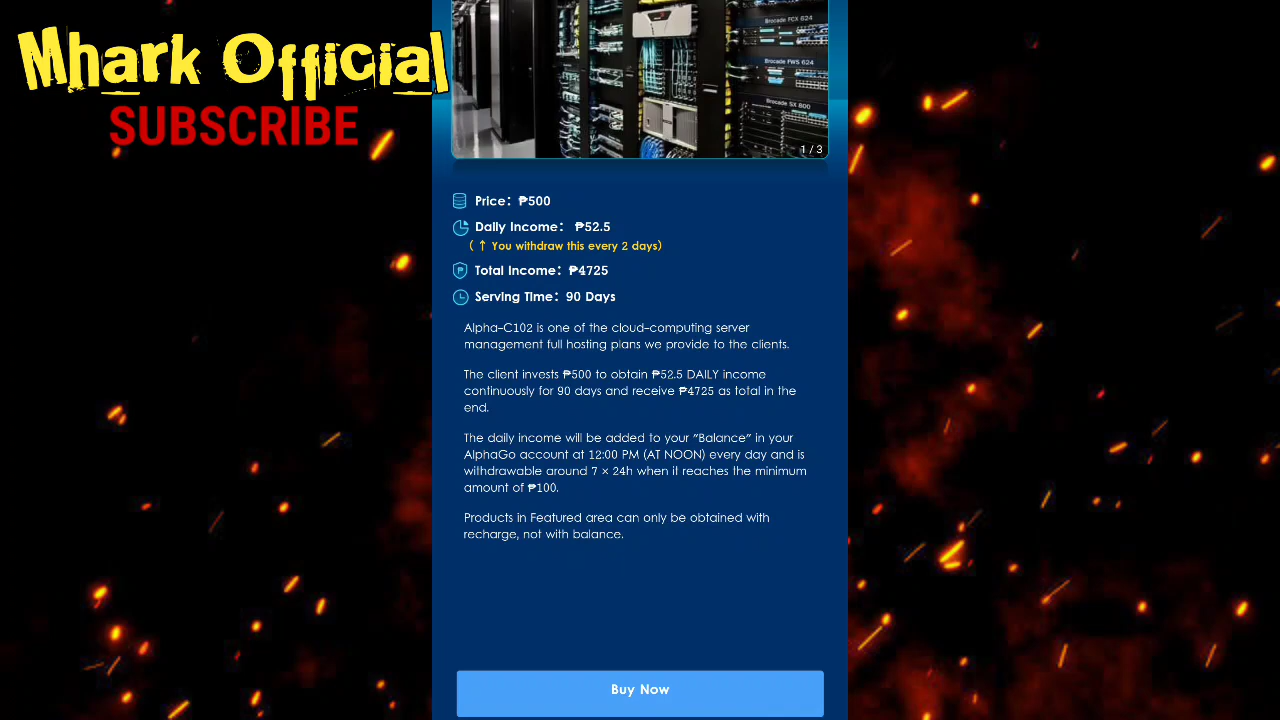 Mhark Official
SUBSCRIBE
Brocade FCX 624
Brocade FWS 624
Brocade SX 800
1 / 3
Price: ₱500
Daily Income: ₱52.5
( ↑ You withdraw this every 2 days)
Total Income: ₱4725
Serving Time: 90 Days
Alpha-C102 is one of the cloud-computing server
management full hosting plans we provide to the clients.
The client invests ₱500 to obtain ₱52.5 DAILY income
continuously for 90 days and receive ₱4725 as total in the
end.
The daily income will be added to your "Balance" in your
AlphaGo account at 12:00 PM (AT NOON) every day and is
withdrawable around 7 × 24h when it reaches the minimum
amount of ₱100.
Products in Featured area can only be obtained with
recharge, not with balance.
Buy Now